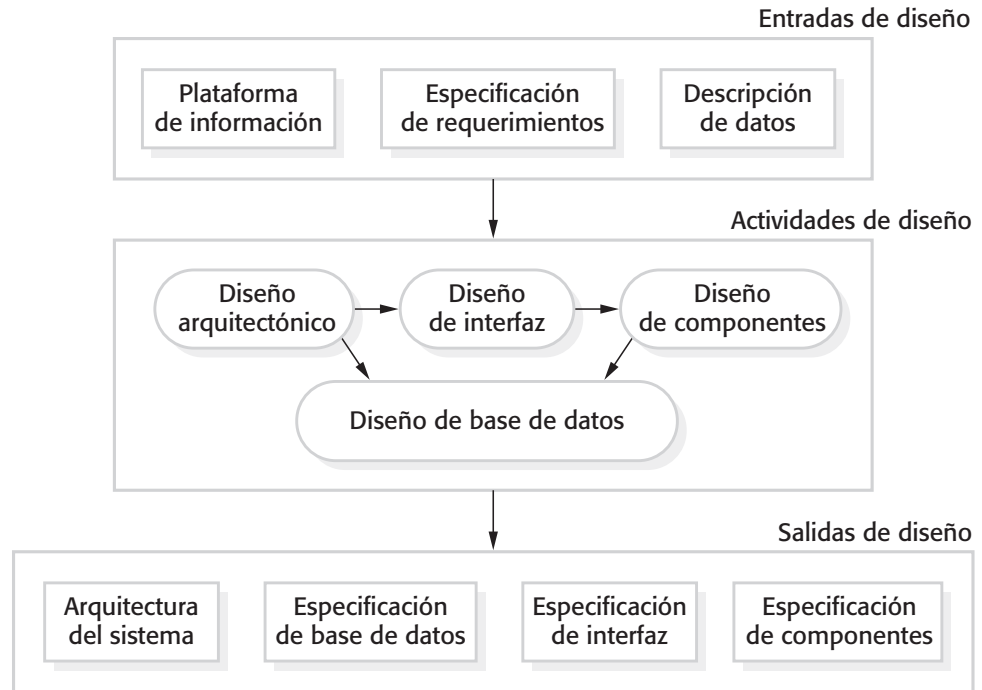 Entradas de diseño
Plataforma
de información
Especificación
de requerimientos
Descripción
de datos
Actividades de diseño
Diseño
arquitectónico
Diseño
de interfaz
Diseño
de componentes
Diseño de base de datos
Salidas de diseño
Arquitectura
del sistema
Especificación
de base de datos
Especificación
de interfaz
Especificación
de componentes